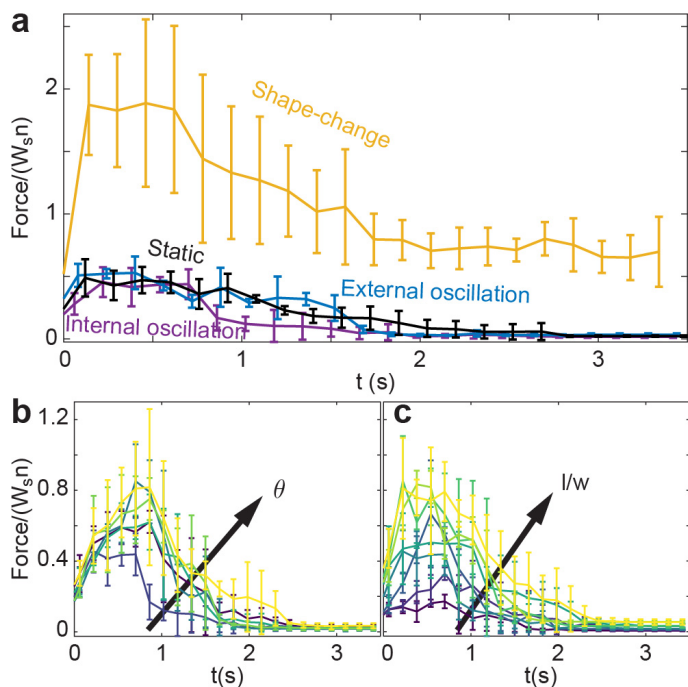 a
2
1
0
Force/(Wₛn)
Shape-change
Static
External oscillation
Internal oscillation
0 1 2 3
t (s)
b
1.2
0.8
0.4
0
Force/(Wₛn)
θ
0 1 2 3
t(s)
c
l/w
0 1 2 3
t(s)